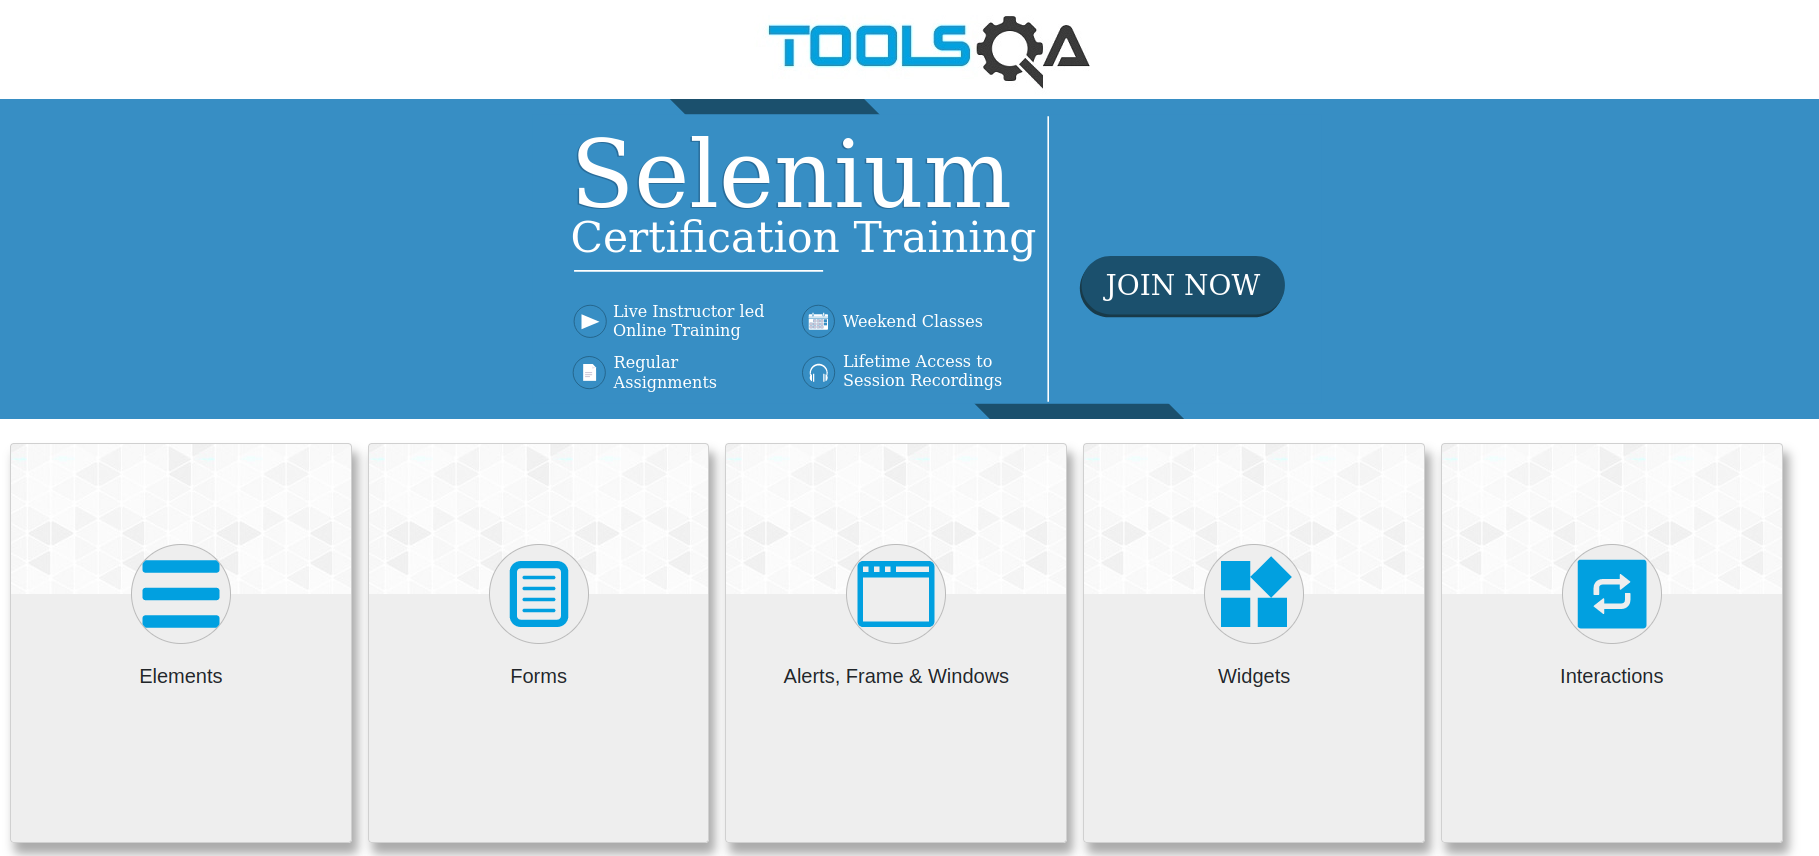 TOOLSQA
Selenium
Certification Training
JOIN NOW
Live Instructor led
Online Training
Weekend Classes
Regular
Assignments
Lifetime Access to
Session Recordings
Elements
Forms
Alerts, Frame & Windows
Widgets
Interactions